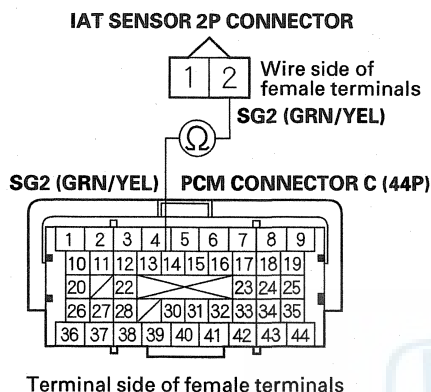 IAT SENSOR 2P CONNECTOR
1 2
Wire side of
female terminals
SG2 (GRN/YEL)
Ω
SG2 (GRN/YEL) PCM CONNECTOR C (44P)
1 2 3 4 5 6 7 8 9
10 11 12 13 14 15 16 17 18 19
20 22 23 24 25
26 27 28 30 31 32 33 34 35
36 37 38 39 40 41 42 43 44
Terminal side of female terminals